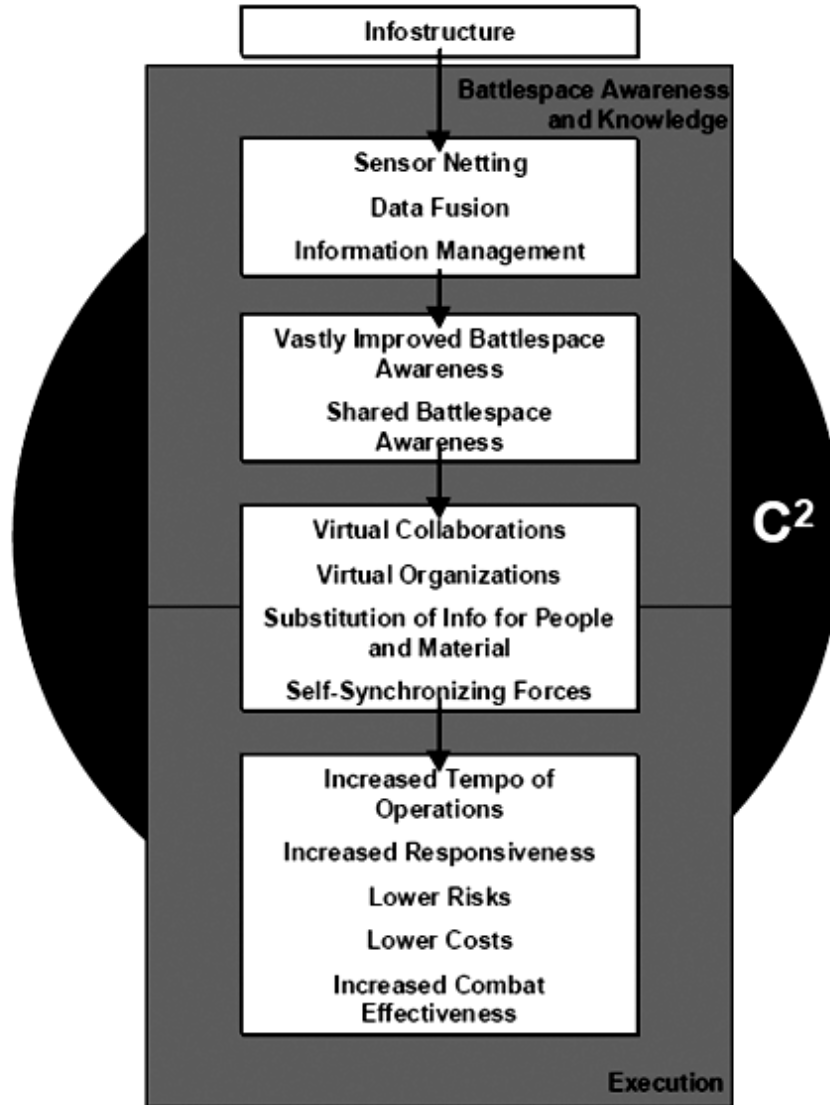 Infostructure
Battlespace Awareness
and Knowledge
Sensor Netting
Data Fusion
Information Management
Vastly Improved Battlespace
Awareness
Shared Battlespace
Awareness
C²
Virtual Collaborations
Virtual Organizations
Substitution of Info for People
and Material
Self-Synchronizing Forces
Increased Tempo of
Operations
Increased Responsiveness
Lower Risks
Lower Costs
Increased Combat
Effectiveness
Execution